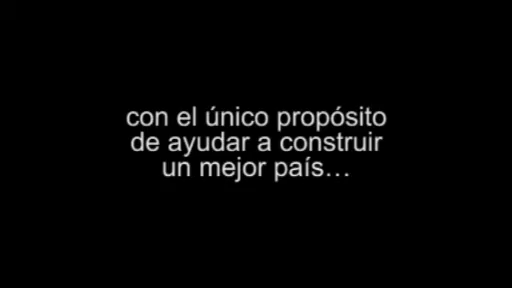 con el único propósito
de ayudar a construir
un mejor país…